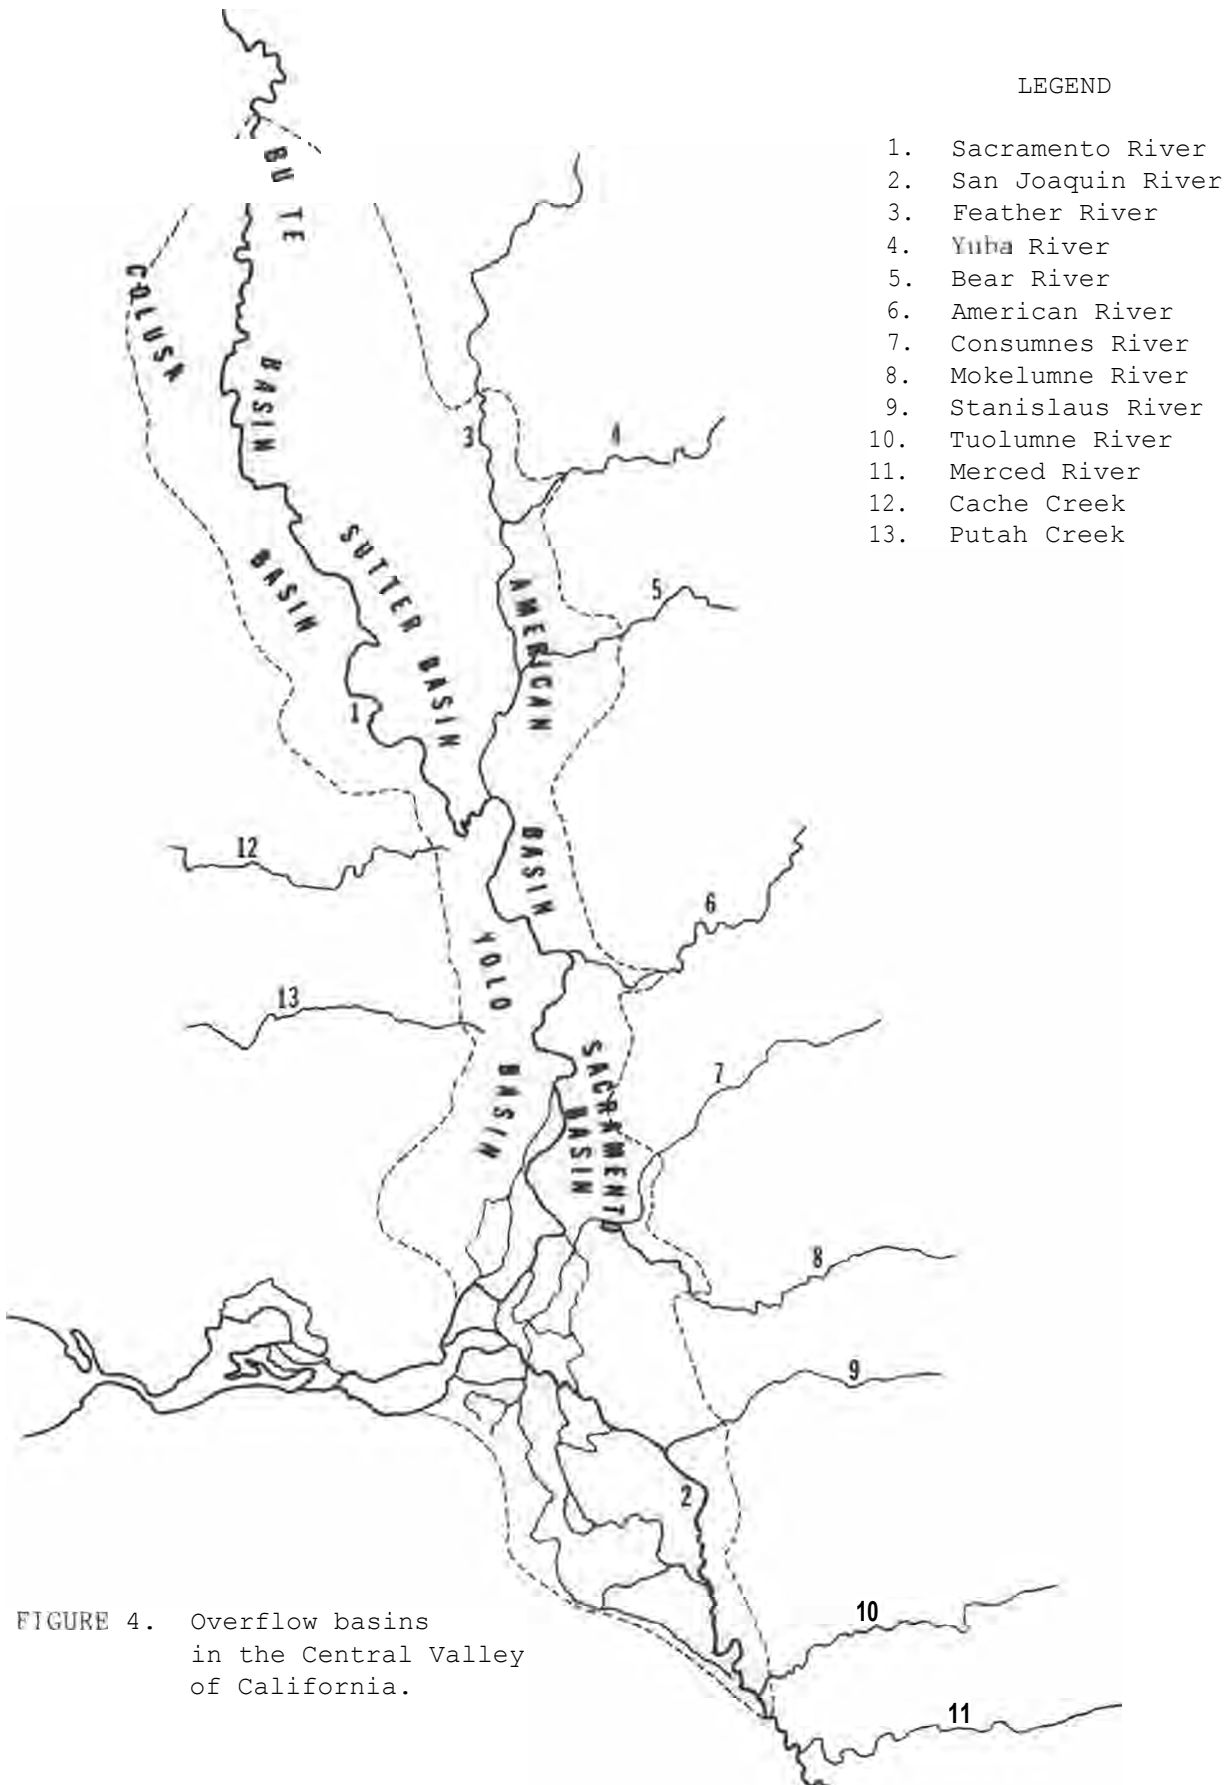 LEGEND
1. Sacramento River
2. San Joaquin River
3. Feather River
4. Yuba River
5. Bear River
6. American River
7. Consumnes River
8. Mokelumne River
9. Stanislaus River
10. Tuolumne River
11. Merced River
12. Cache Creek
13. Putah Creek
BU TE
BASIN
COLUSA
BASIN
SUTTER BASIN
AMERICAN
BASIN
YOLO
BASIN
SACRAMENTO
BASIN
3
4
5
1
12
6
13
7
8
9
2
10
11
FIGURE 4. Overflow basins
in the Central Valley
of California.